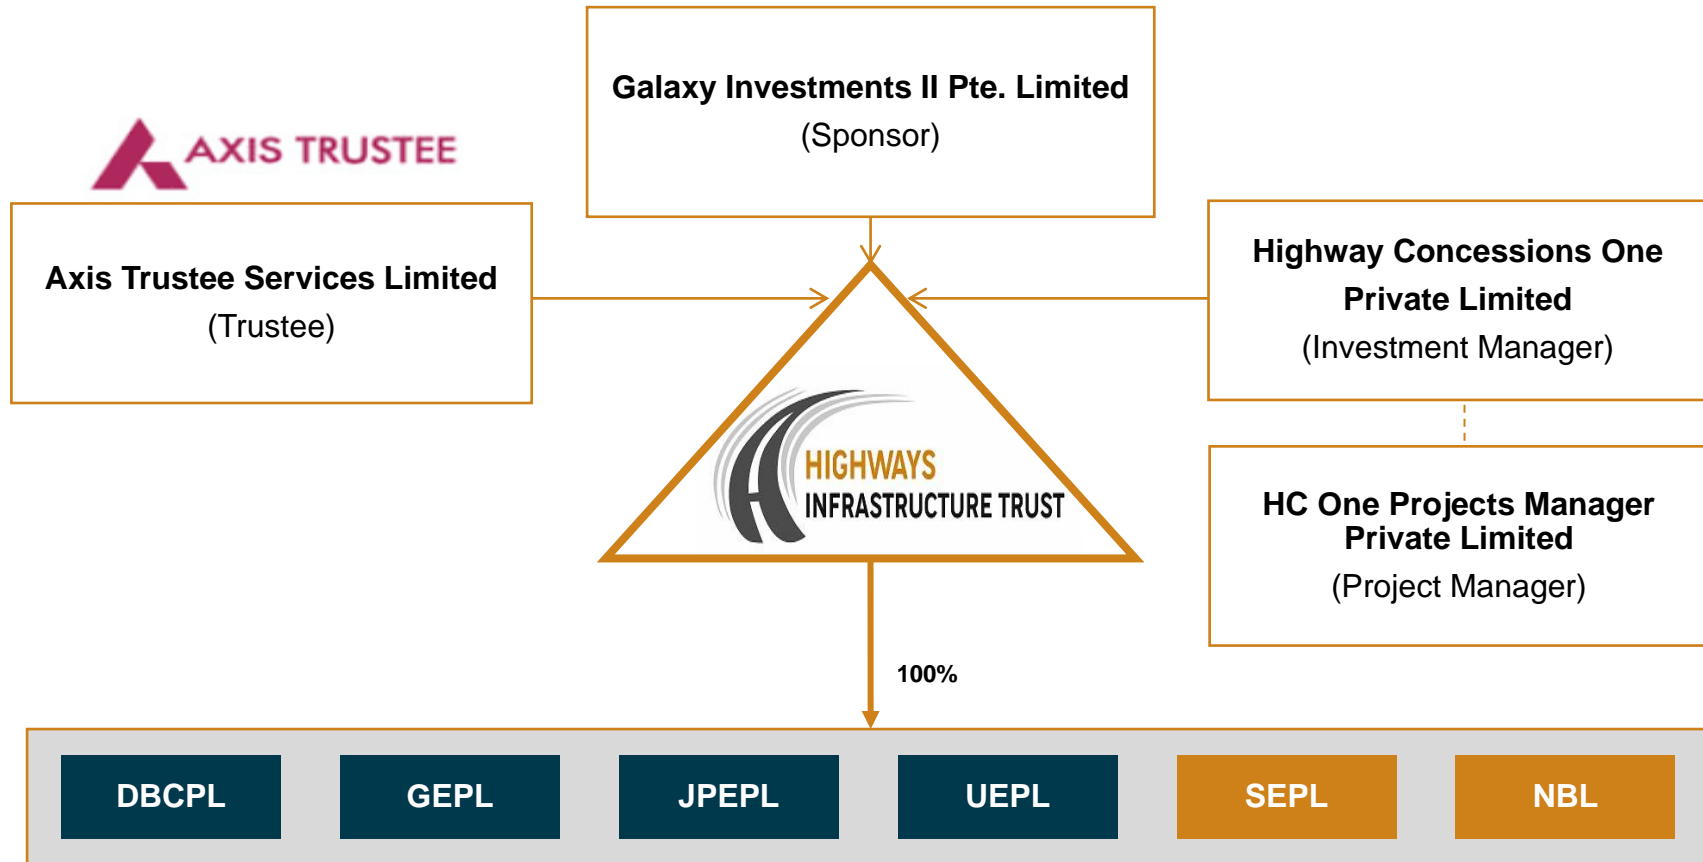 Galaxy Investments II Pte. Limited
(Sponsor)
AXIS TRUSTEE
Axis Trustee Services Limited
(Trustee)
Highway Concessions One
Private Limited
(Investment Manager)
HIGHWAYS
INFRASTRUCTURE TRUST
HC One Projects Manager
Private Limited
(Project Manager)
100%
DBCPL
GEPL
JPEPL
UEPL
SEPL
NBL